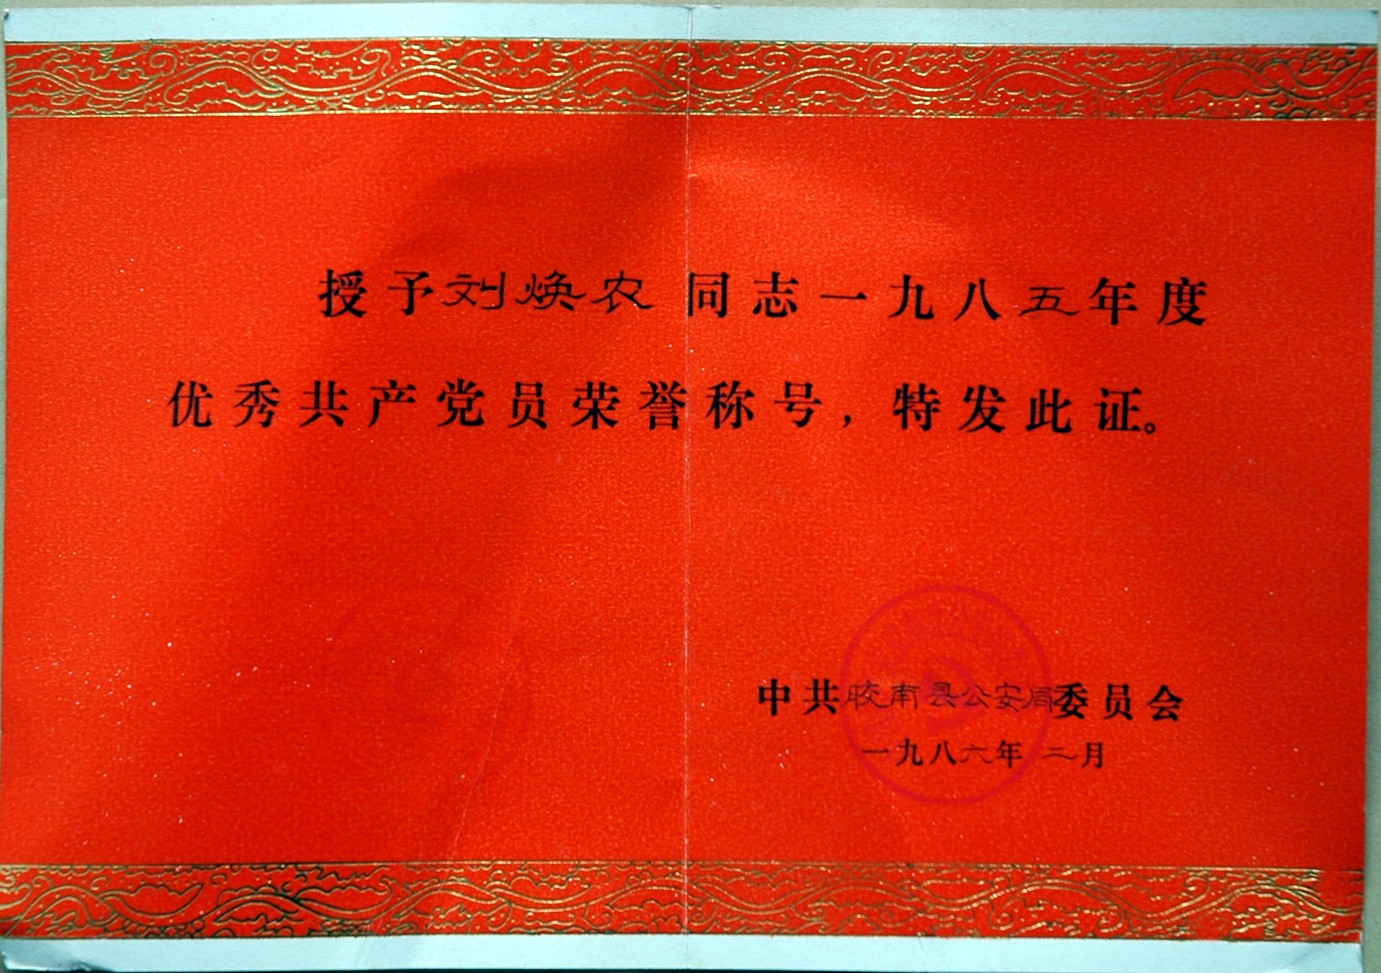 授予刘焕农同志一九八五年度
优秀共产党员荣誉称号，特发此证。
中共胶南县公安局委员会
一九八六年二月